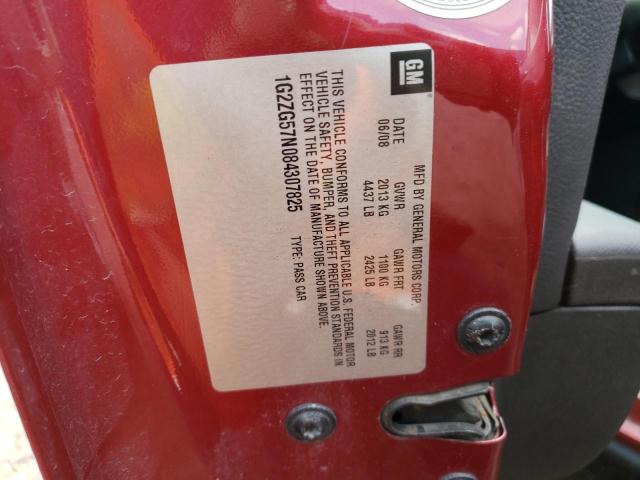 GM
MFD BY GENERAL MOTORS CORP.
DATE GVWR GAWR FRT GAWR RR
06/08 2013 KG 1100 KG 913 KG
4437 LB 2425 LB 2012 LB
THIS VEHICLE CONFORMS TO ALL APPLICABLE U.S. FEDERAL MOTOR
VEHICLE SAFETY, BUMPER, AND THEFT PREVENTION STANDARDS IN
EFFECT ON THE DATE OF MANUFACTURE SHOWN ABOVE.
1G2ZG57N084307825 TYPE: PASS CAR